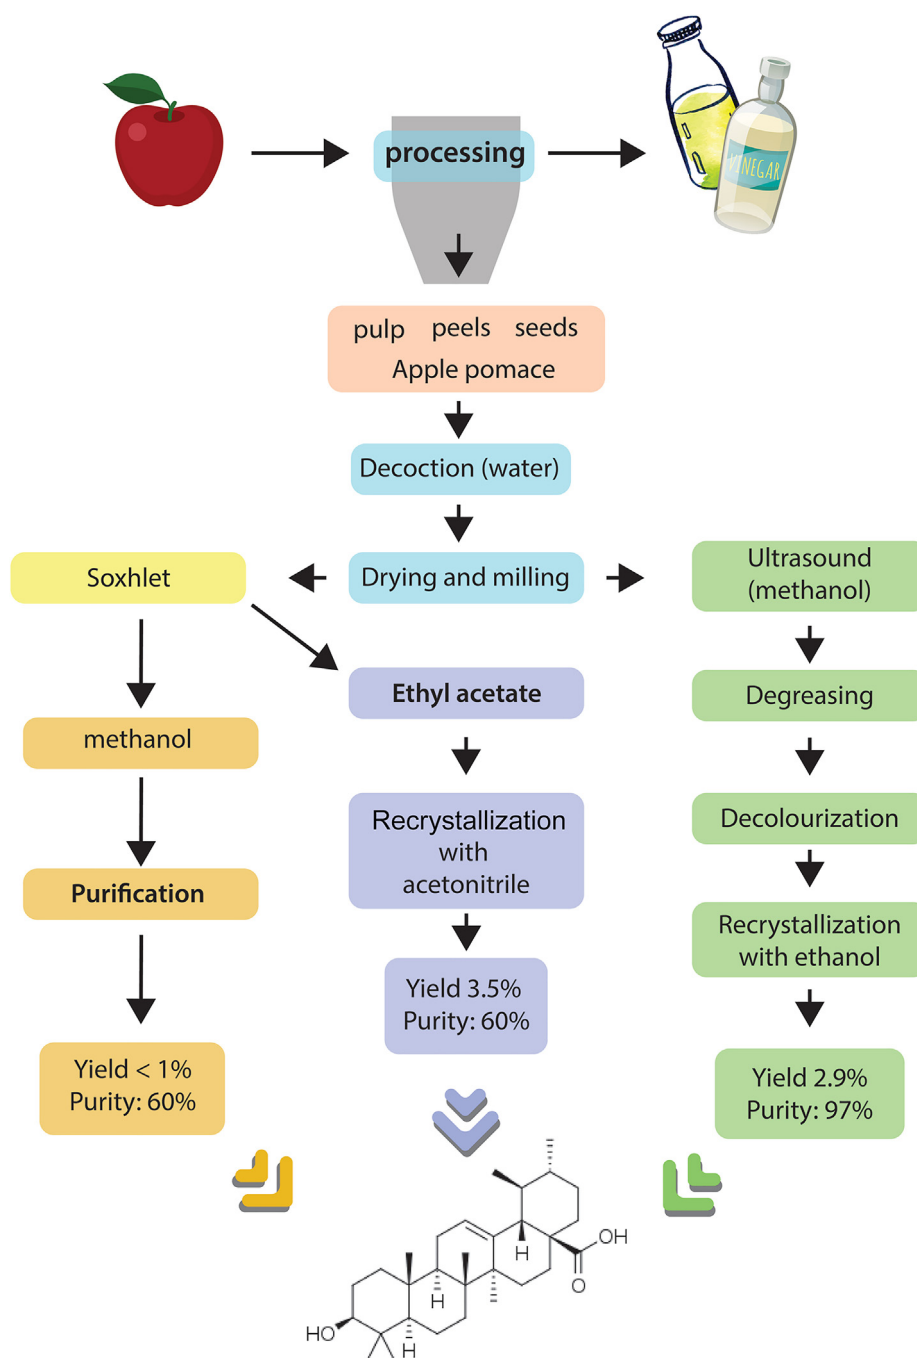 processing
VINEGAR
pulp peels seeds
Apple pomace
Decoction (water)
Soxhlet
Drying and milling
Ultrasound
(methanol)
Ethyl acetate
Degreasing
methanol
Recrystallization
with
acetonitrile
Decolourization
Purification
Recrystallization
with ethanol
Yield 3.5%
Purity: 60%
Yield < 1%
Purity: 60%
Yield 2.9%
Purity: 97%
H
OH
O
H
H
HO
H